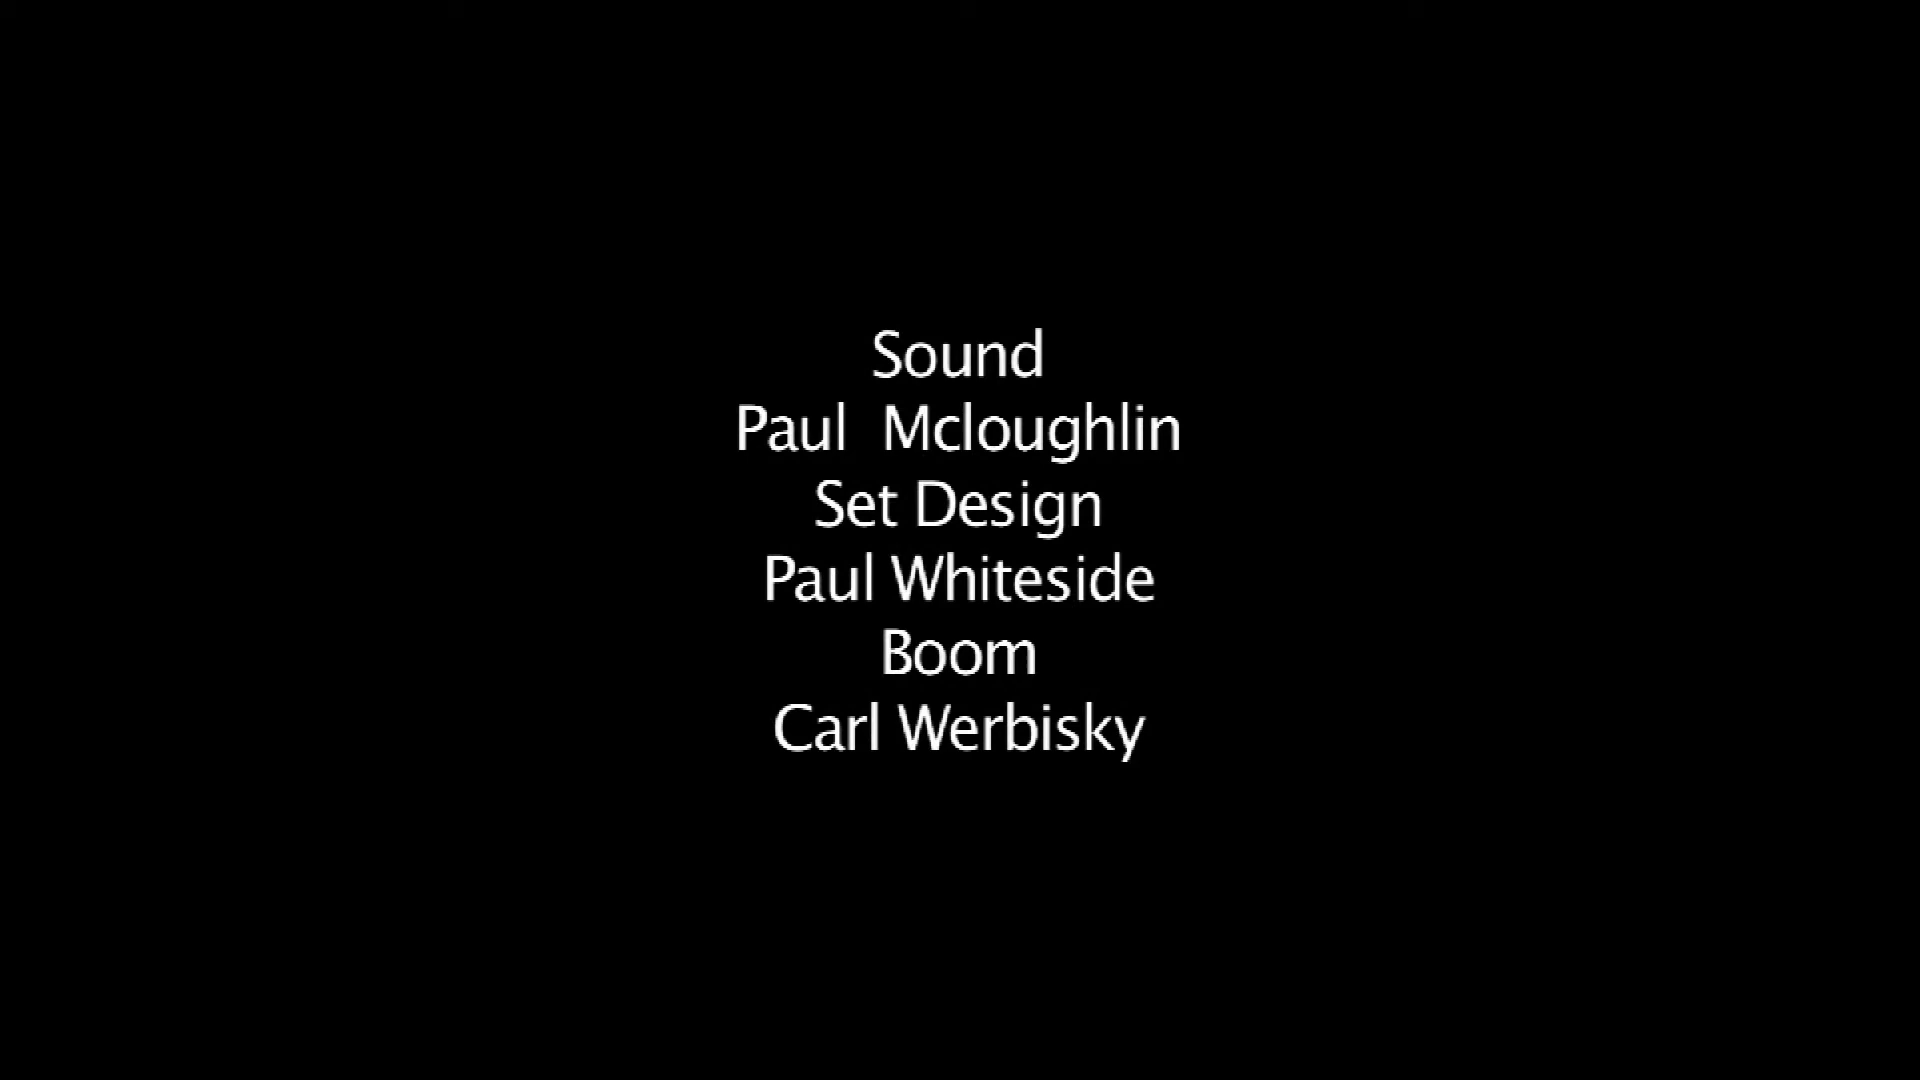 Sound
Paul  Mcloughlin
Set Design
Paul Whiteside
Boom
Carl Werbisky